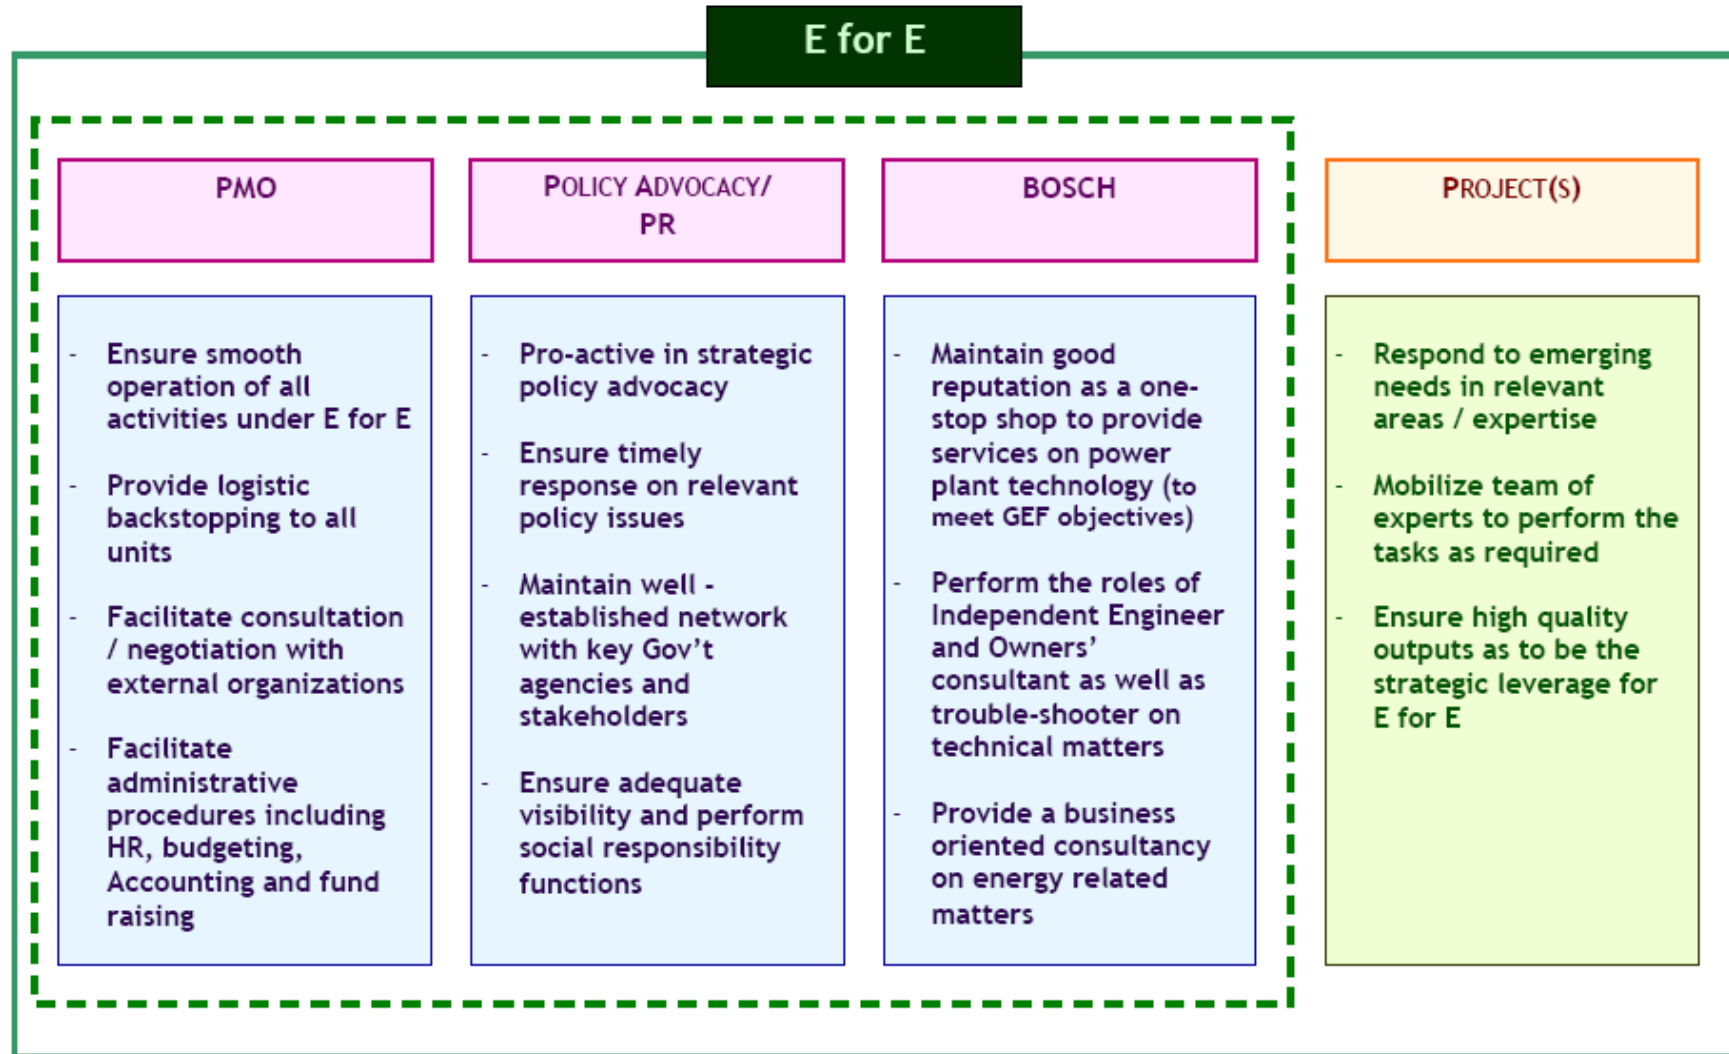 E for E
PMO
POLICY ADVOCACY/
PR
BOSCH
PROJECT(S)
- Ensure smooth
operation of all
activities under E for E
- Provide logistic
backstopping to all
units
- Facilitate consultation
/ negotiation with
external organizations
- Facilitate
administrative
procedures including
HR, budgeting,
Accounting and fund
raising
- Pro-active in strategic
policy advocacy
- Ensure timely
response on relevant
policy issues
- Maintain well -
established network
with key Gov't
agencies and
stakeholders
- Ensure adequate
visibility and perform
social responsibility
functions
- Maintain good
reputation as a one-
stop shop to provide
services on power
plant technology (to
meet GEF objectives)
- Perform the roles of
Independent Engineer
and Owners'
consultant as well as
trouble-shooter on
technical matters
- Provide a business
oriented consultancy
on energy related
matters
- Respond to emerging
needs in relevant
areas / expertise
- Mobilize team of
experts to perform the
tasks as required
- Ensure high quality
outputs as to be the
strategic leverage for
E for E